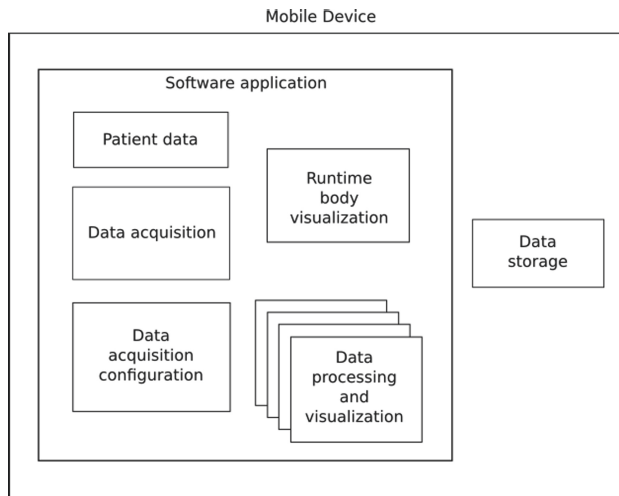 Mobile Device
Software application
Patient data
Data acquisition
Data
acquisition
configuration
Runtime
body
visualization
Data
processing
and
visualization
Data
storage